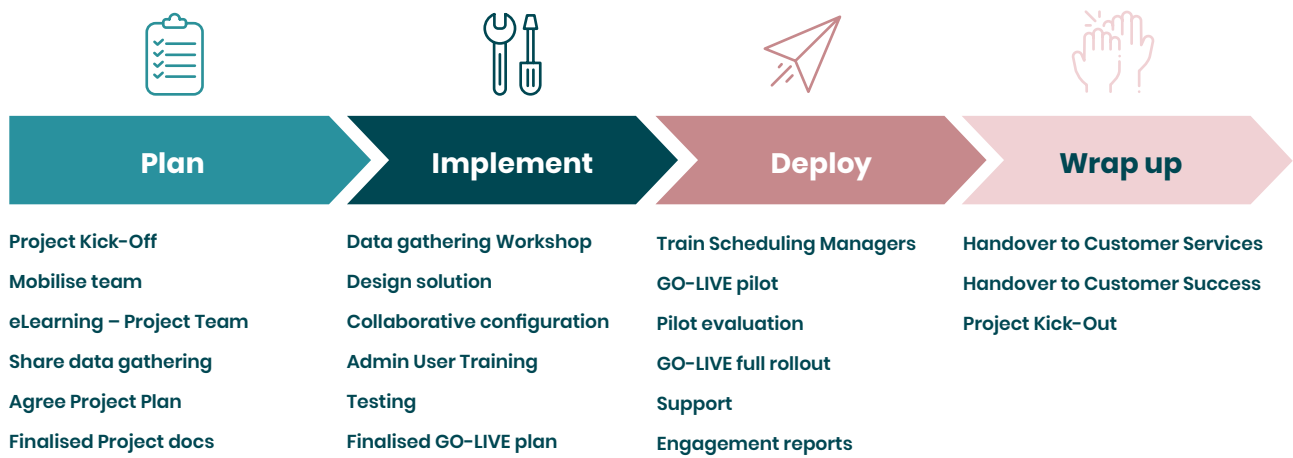 Plan
Implement
Deploy
Wrap up
Project Kick-Off
Mobilise team
eLearning – Project Team
Share data gathering
Agree Project Plan
Finalised Project docs
Data gathering Workshop
Design solution
Collaborative configuration
Admin User Training
Testing
Finalised GO-LIVE plan
Train Scheduling Managers
GO-LIVE pilot
Pilot evaluation
GO-LIVE full rollout
Support
Engagement reports
Handover to Customer Services
Handover to Customer Success
Project Kick-Out